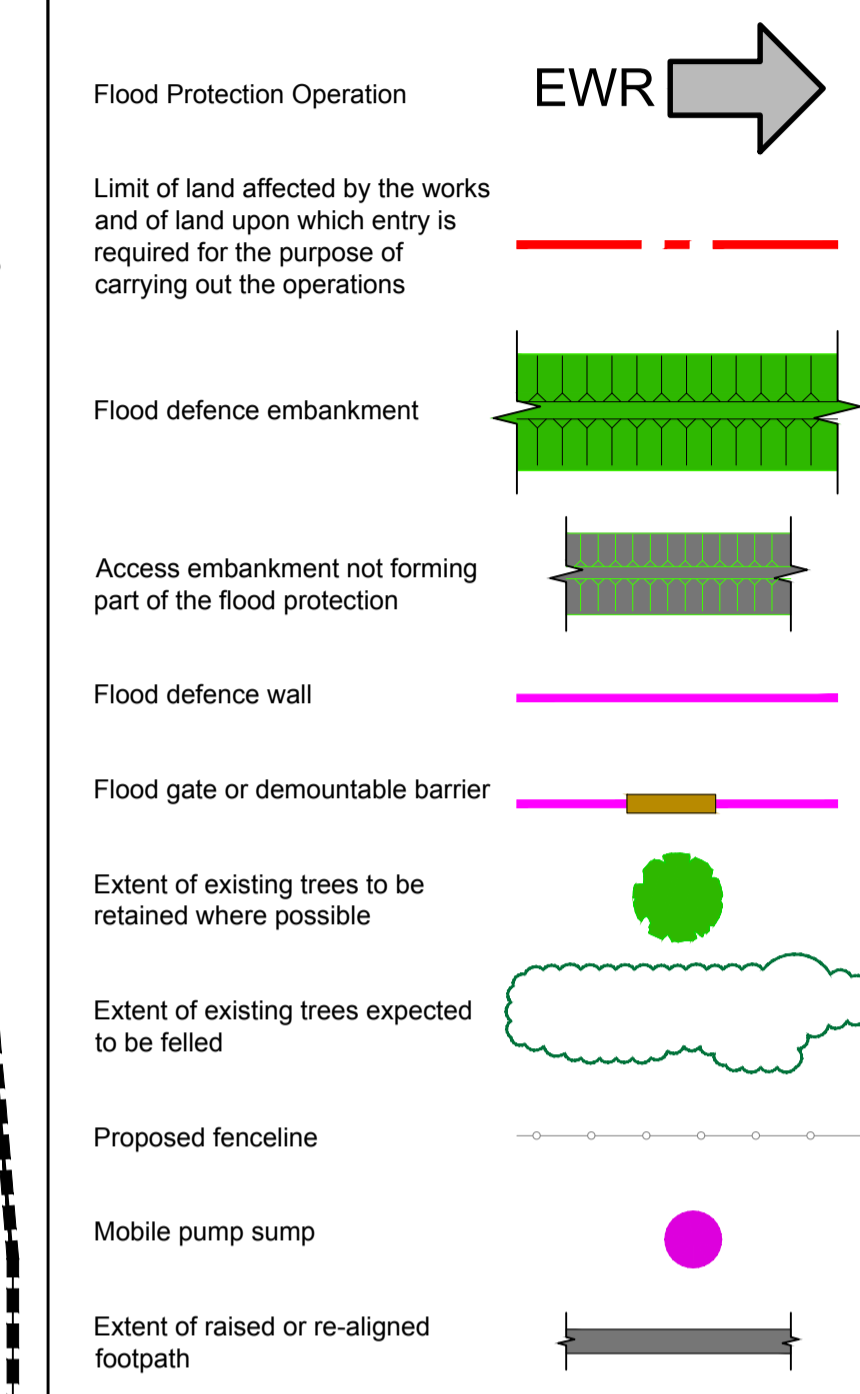 Flood Protection Operation
EWR
Limit of land affected by the works
and of land upon which entry is
required for the purpose of
carrying out the operations
Flood defence embankment
Access embankment not forming
part of the flood protection
Flood defence wall
Flood gate or demountable barrier
Extent of existing trees to be
retained where possible
Extent of existing trees expected
to be felled
Proposed fenceline
Mobile pump sump
Extent of raised or re-aligned
footpath